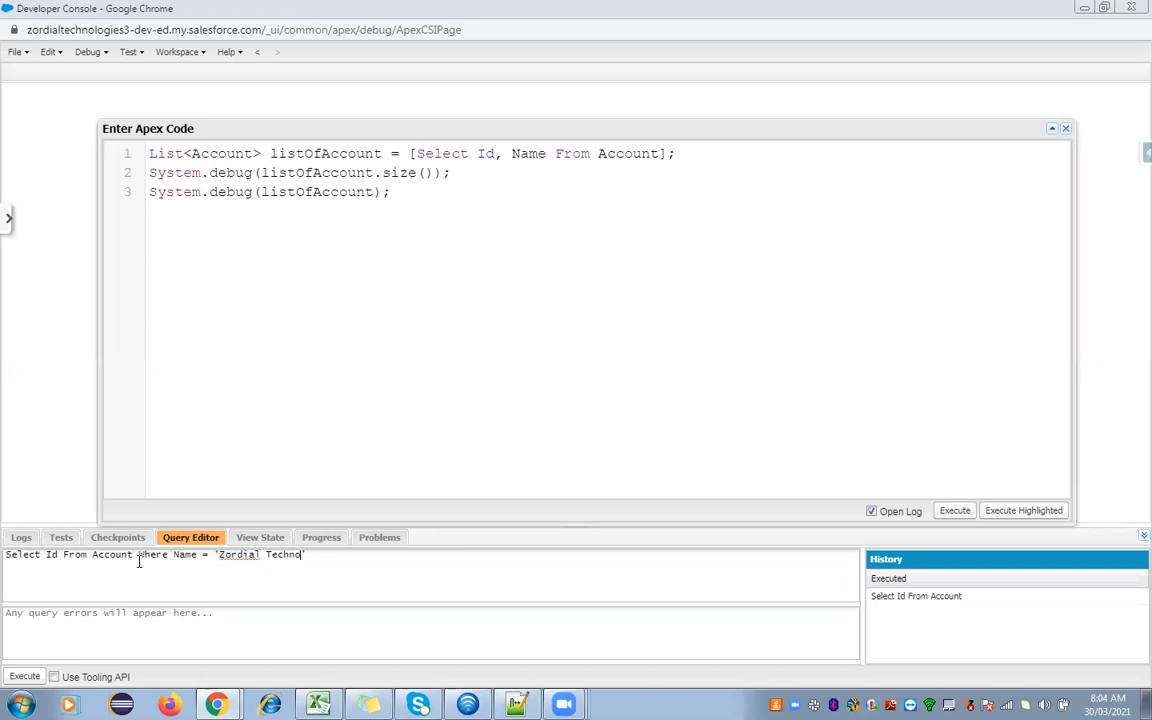 Developer Console - Google Chrome
zordialtechnologies3-dev-ed.my.salesforce.com/_ui/common/apex/debug/ApexCSIPage
File Edit Debug Test Workspace Help < >
Enter Apex Code
1 List<Account> listOfAccount = [Select Id, Name From Account];
2 System.debug(listOfAccount.size());
3 System.debug(listOfAccount);
Open Log Execute Execute Highlighted
Logs Tests Checkpoints Query Editor View State Progress Problems
Select Id From Account Where Name = 'Zordial Techno'
History
Executed
Select Id From Account
Any query errors will appear here...
Execute Use Tooling API
8:04 AM
30/03/2021